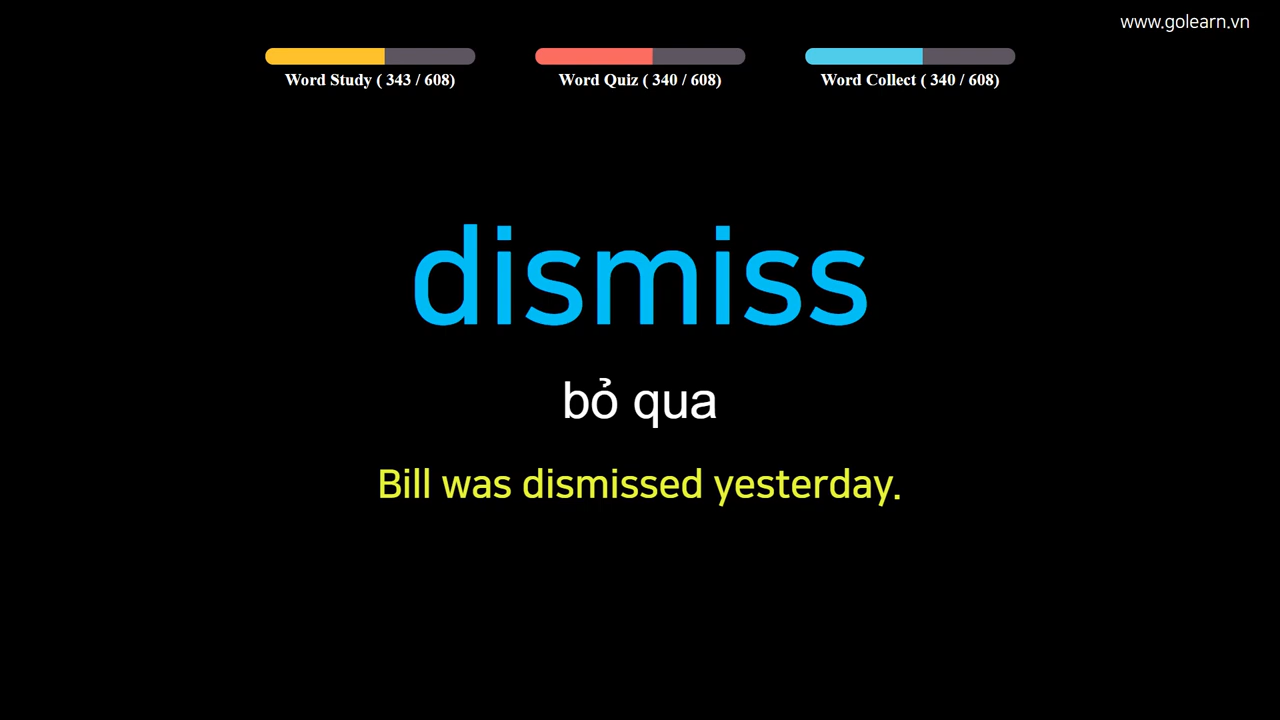 www.golearn.vn
Word Study ( 343 / 608)
Word Quiz ( 340 / 608)
Word Collect ( 340 / 608)
dismiss
bỏ qua
Bill was dismissed yesterday.